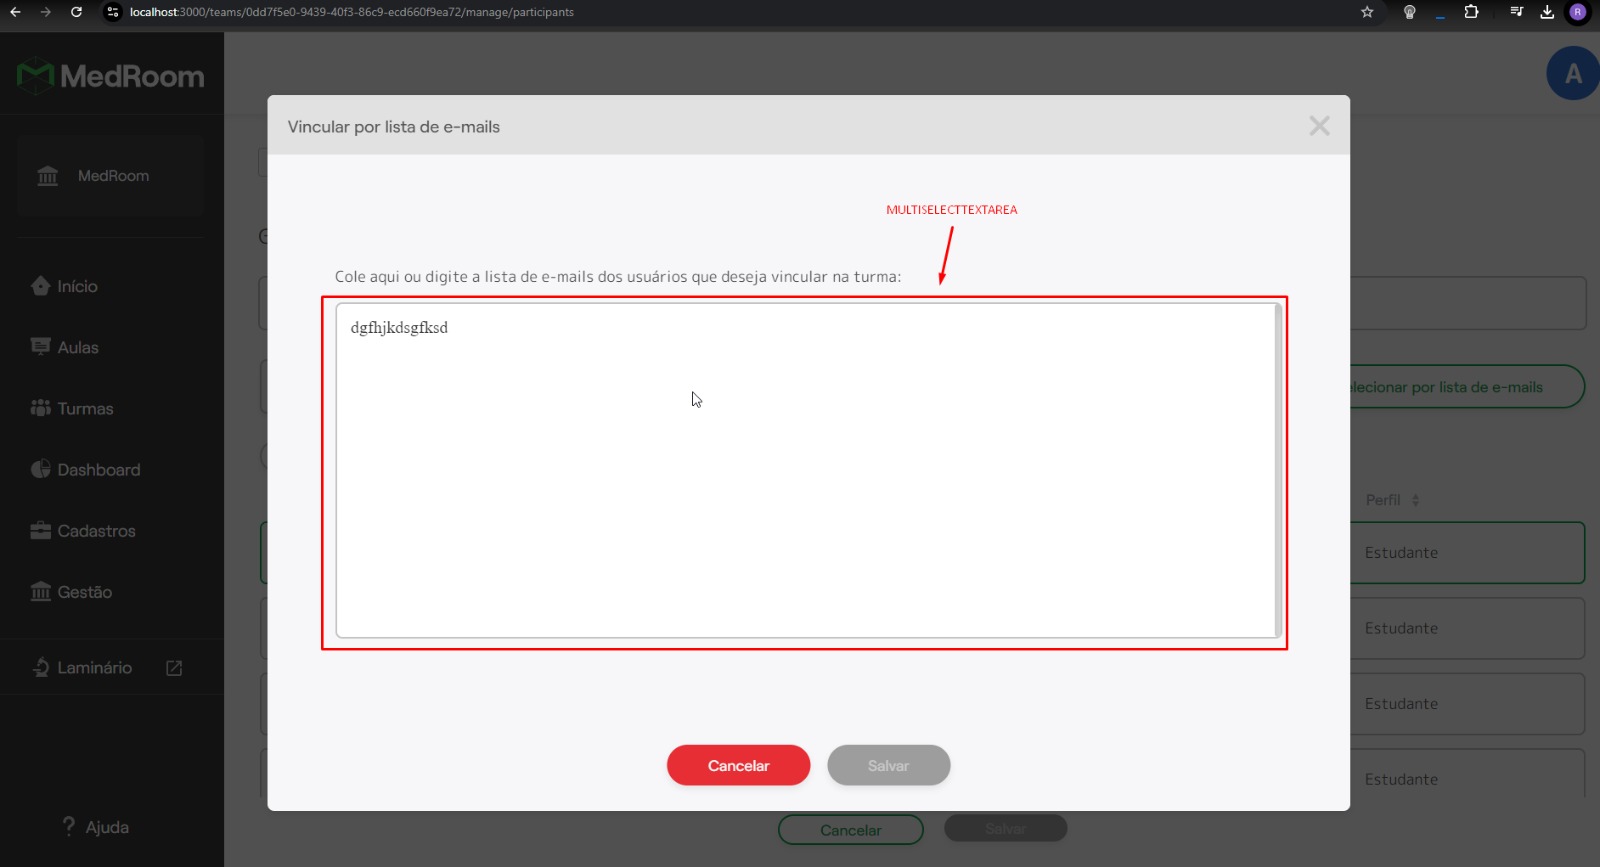 localhost:3000/teams/0dd7f5e0-9439-40f3-86c9-ecd660f9ea72/manage/participants
R
MedRoom
A
MedRoom
Início
Aulas
Turmas
Dashboard
Cadastros
Gestão
Laminário
? Ajuda
Vincular por lista de e-mails
MULTISELECTTEXTAREA
Cole aqui ou digite a lista de e-mails dos usuários que deseja vincular na turma:
dgfhjkdsgfksd
Cancelar
Salvar
elecionar por lista de e-mails
Perfil
Estudante
Estudante
Estudante
Estudante
Cancelar
Salvar